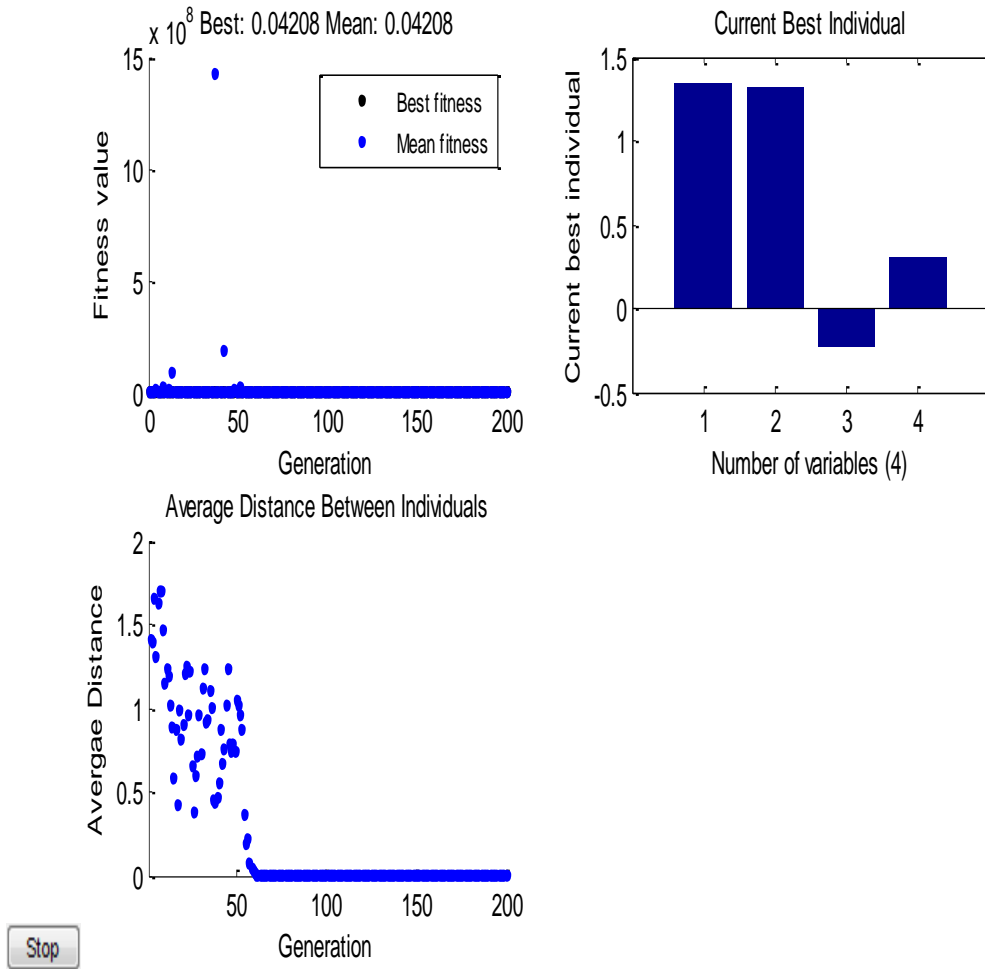 x 10^8 Best: 0.04208 Mean: 0.04208
15
10
5
0
Fitness value
Best fitness
Mean fitness
0 50 100 150 200
Generation
Current Best Individual
1.5
1
0.5
0
-0.5
Current best individual
1 2 3 4
Number of variables (4)
Average Distance Between Individuals
2
1.5
1
0.5
0
Avergae Distance
50 100 150 200
Generation
Stop